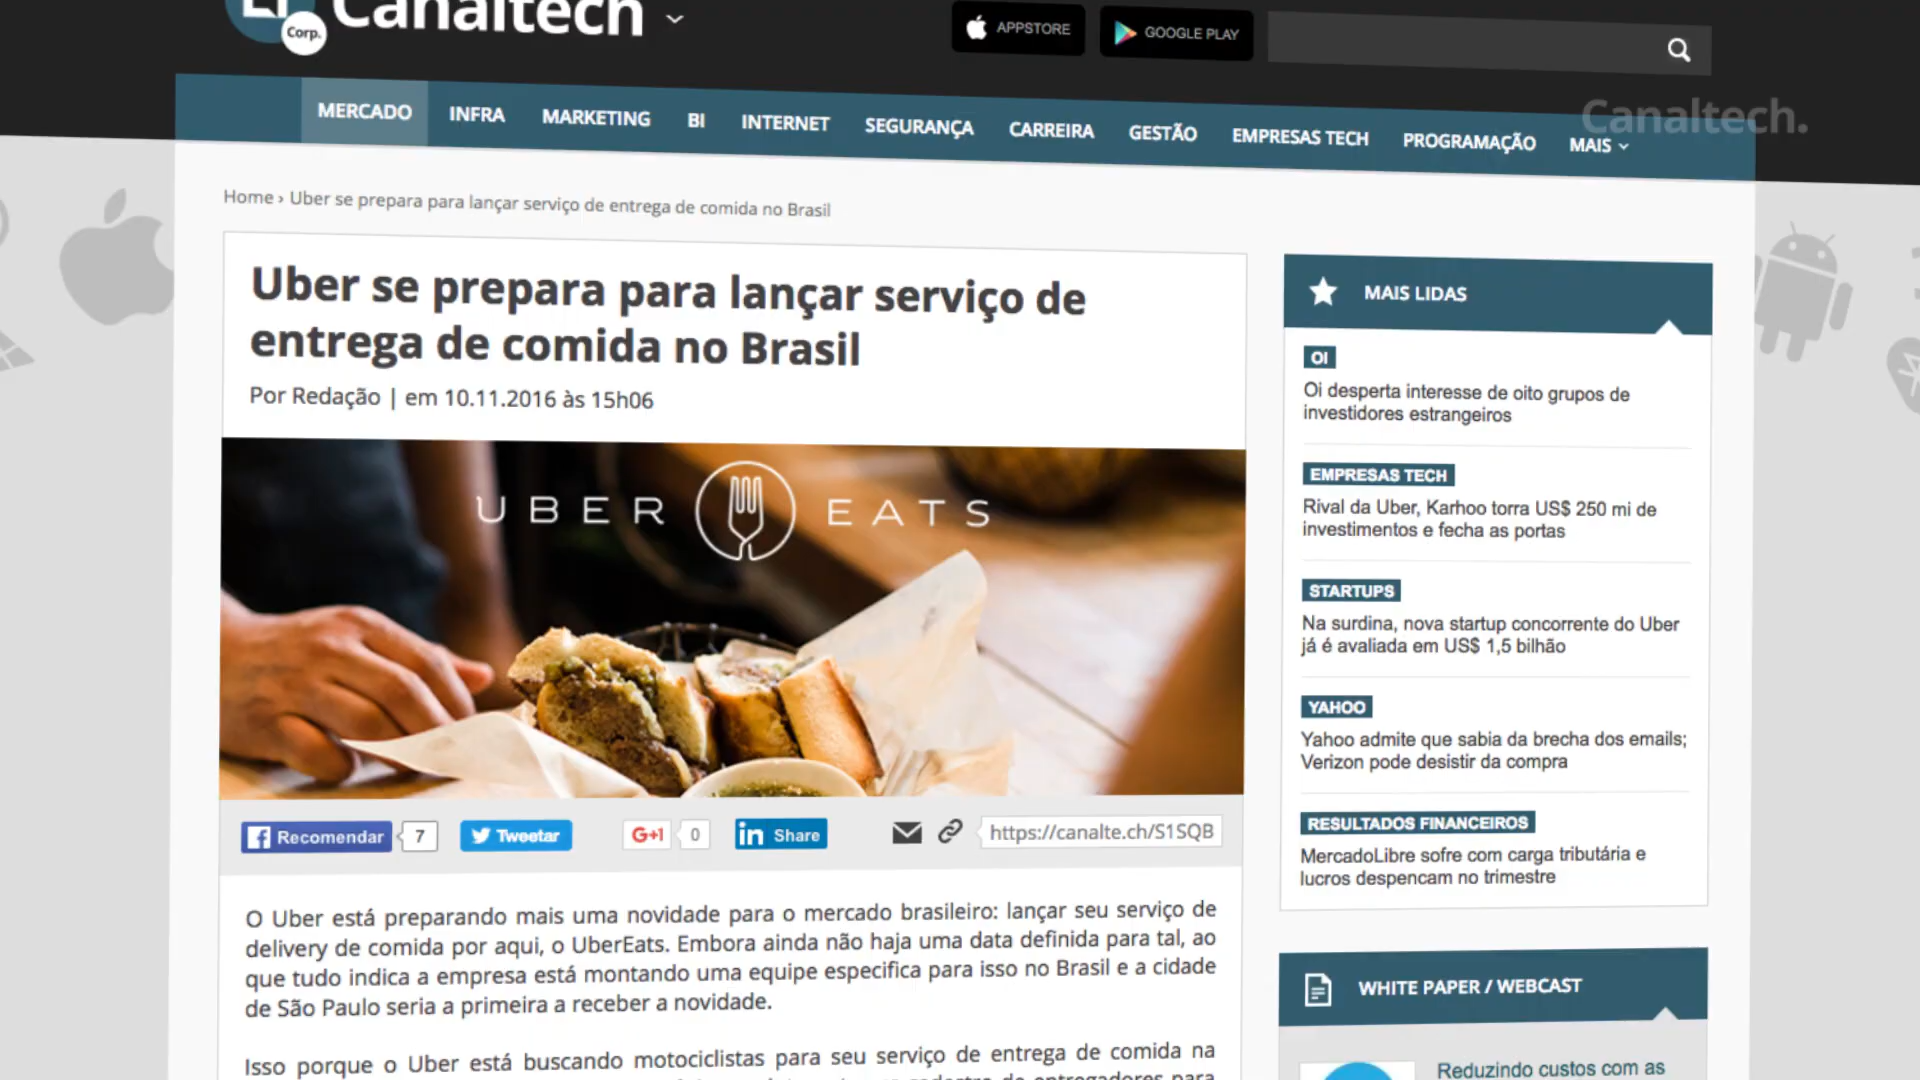 Corp.
Canaltech
APPSTORE
GOOGLE PLAY
Canaltech.
MERCADO INFRA MARKETING BI INTERNET SEGURANÇA CARREIRA GESTÃO EMPRESAS TECH PROGRAMAÇÃO MAIS
Home › Uber se prepara para lançar serviço de entrega de comida no Brasil
Uber se prepara para lançar serviço de
entrega de comida no Brasil
Por Redação | em 10.11.2016 às 15h06
UBER EATS
Recomendar 7 Tweetar G+1 0 in Share https://canalte.ch/S1SQB
O Uber está preparando mais uma novidade para o mercado brasileiro: lançar seu serviço de
delivery de comida por aqui, o UberEats. Embora ainda não haja uma data definida para tal, ao
que tudo indica a empresa está montando uma equipe especifica para isso no Brasil e a cidade
de São Paulo seria a primeira a receber a novidade.
Isso porque o Uber está buscando motociclistas para seu serviço de entrega de comida na
MAIS LIDAS
OI
Oi desperta interesse de oito grupos de
investidores estrangeiros
EMPRESAS TECH
Rival da Uber, Karhoo torra US$ 250 mi de
investimentos e fecha as portas
STARTUPS
Na surdina, nova startup concorrente do Uber
já é avaliada em US$ 1,5 bilhão
YAHOO
Yahoo admite que sabia da brecha dos emails;
Verizon pode desistir da compra
RESULTADOS FINANCEIROS
MercadoLibre sofre com carga tributária e
lucros despencam no trimestre
WHITE PAPER / WEBCAST
Reduzindo custos com as